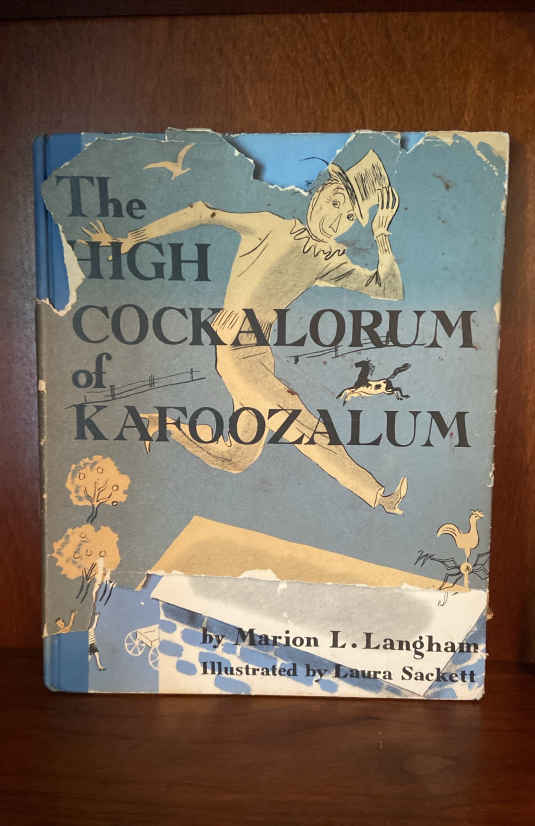 The
HIGH
COCKALORUM
of
KAFOOZALUM
by Marion L. Langham
Illustrated by Laura Sackett